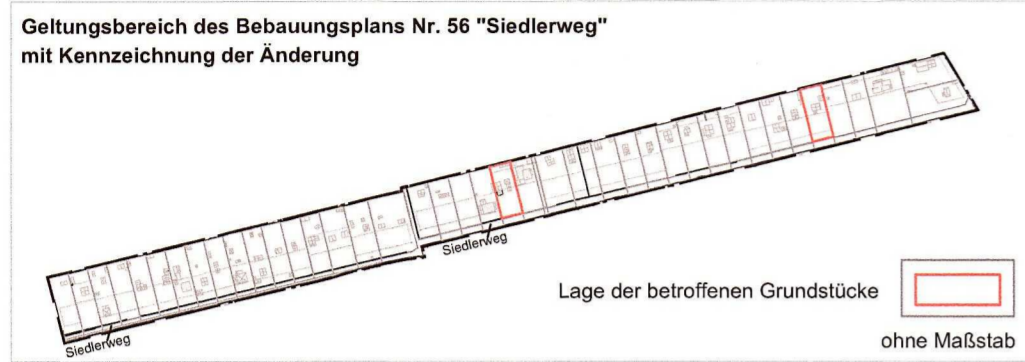 Geltungsbereich des Bebauungsplans Nr. 56 "Siedlerweg"
mit Kennzeichnung der Änderung
Siedlerweg
Siedlerweg
Lage der betroffenen Grundstücke
ohne Maßstab